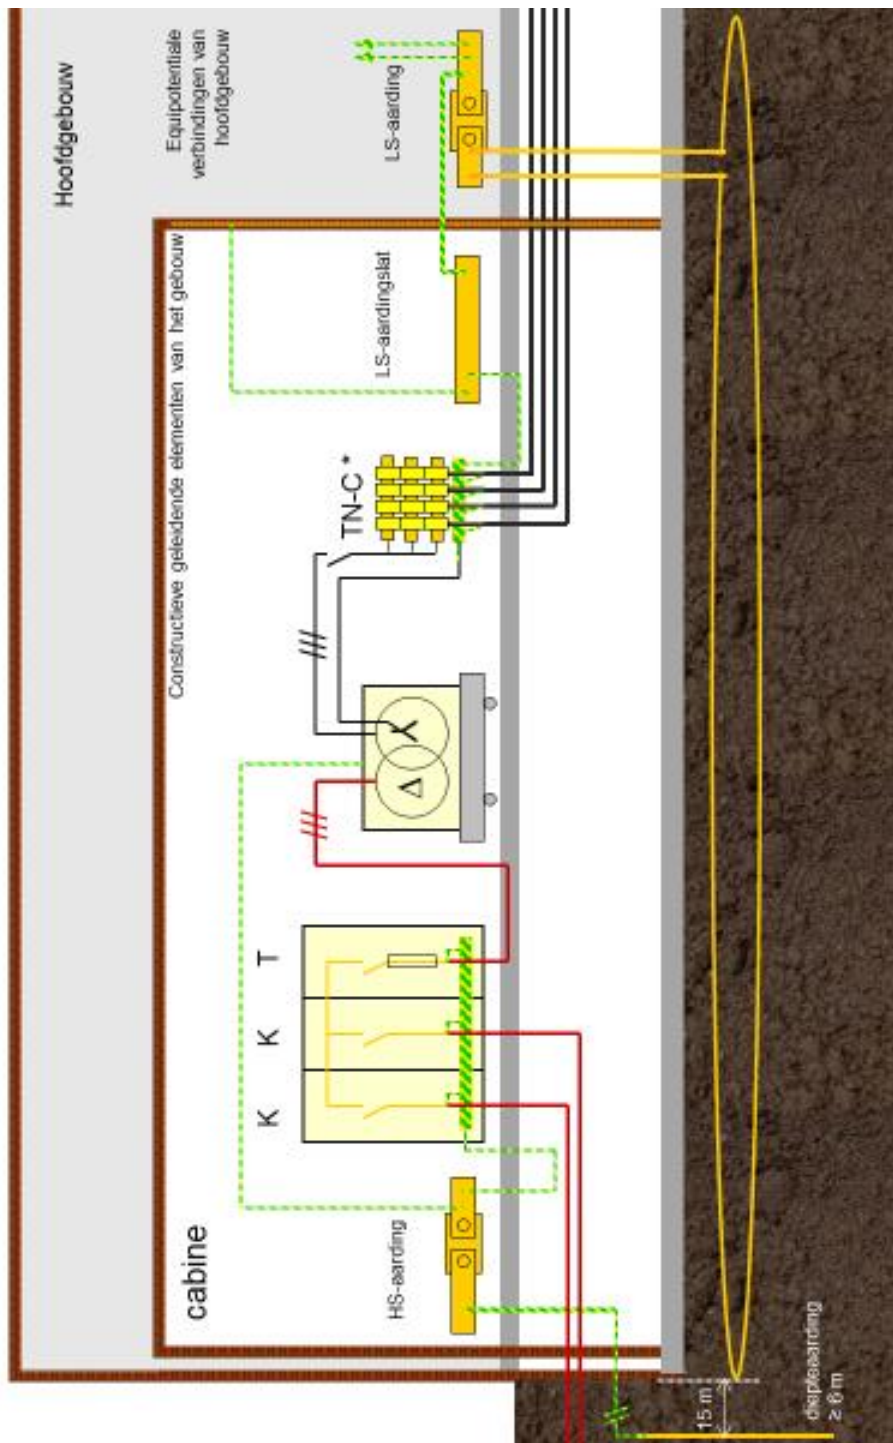 Hoofdgebouw
Equipotentiale
verbindingen van
hoofdgebouw
LS-aarding
Constructieve geleidende elementen van het gebouw
LS-aardingslat
TN-C *
K
K
T
cabine
HS-aarding
15 m
diepteaarding
≥ 6 m